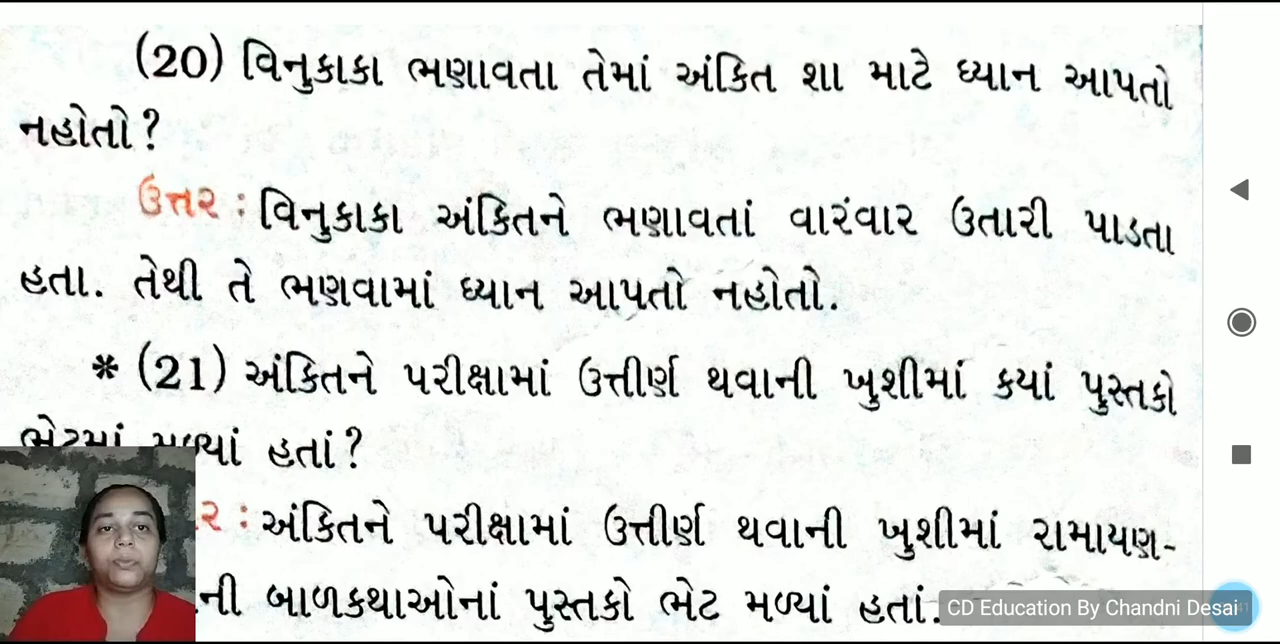 (20) વિનુકાકા ભણાવતા તેમાં અંકિત શા માટે ધ્યાન આપતો
નહોતો?
ઉત્તર : વિનુકાકા અંકિતને ભણાવતાં વારંવાર ઉતારી પાડતા
હતા. તેથી તે ભણવામાં ધ્યાન આપતો નહોતો.
* (21) અંકિતને પરીક્ષામાં ઉત્તીર્ણ થવાની ખુશીમાં કયાં પુસ્તકો
ભેટમાં મળ્યાં હતાં?
: અંકિતને પરીક્ષામાં ઉત્તીર્ણ થવાની ખુશીમાં રામાયણ-
ની બાળકથાઓનાં પુસ્તકો ભેટ મળ્યાં હતાં.
CD Education By Chandni Desai